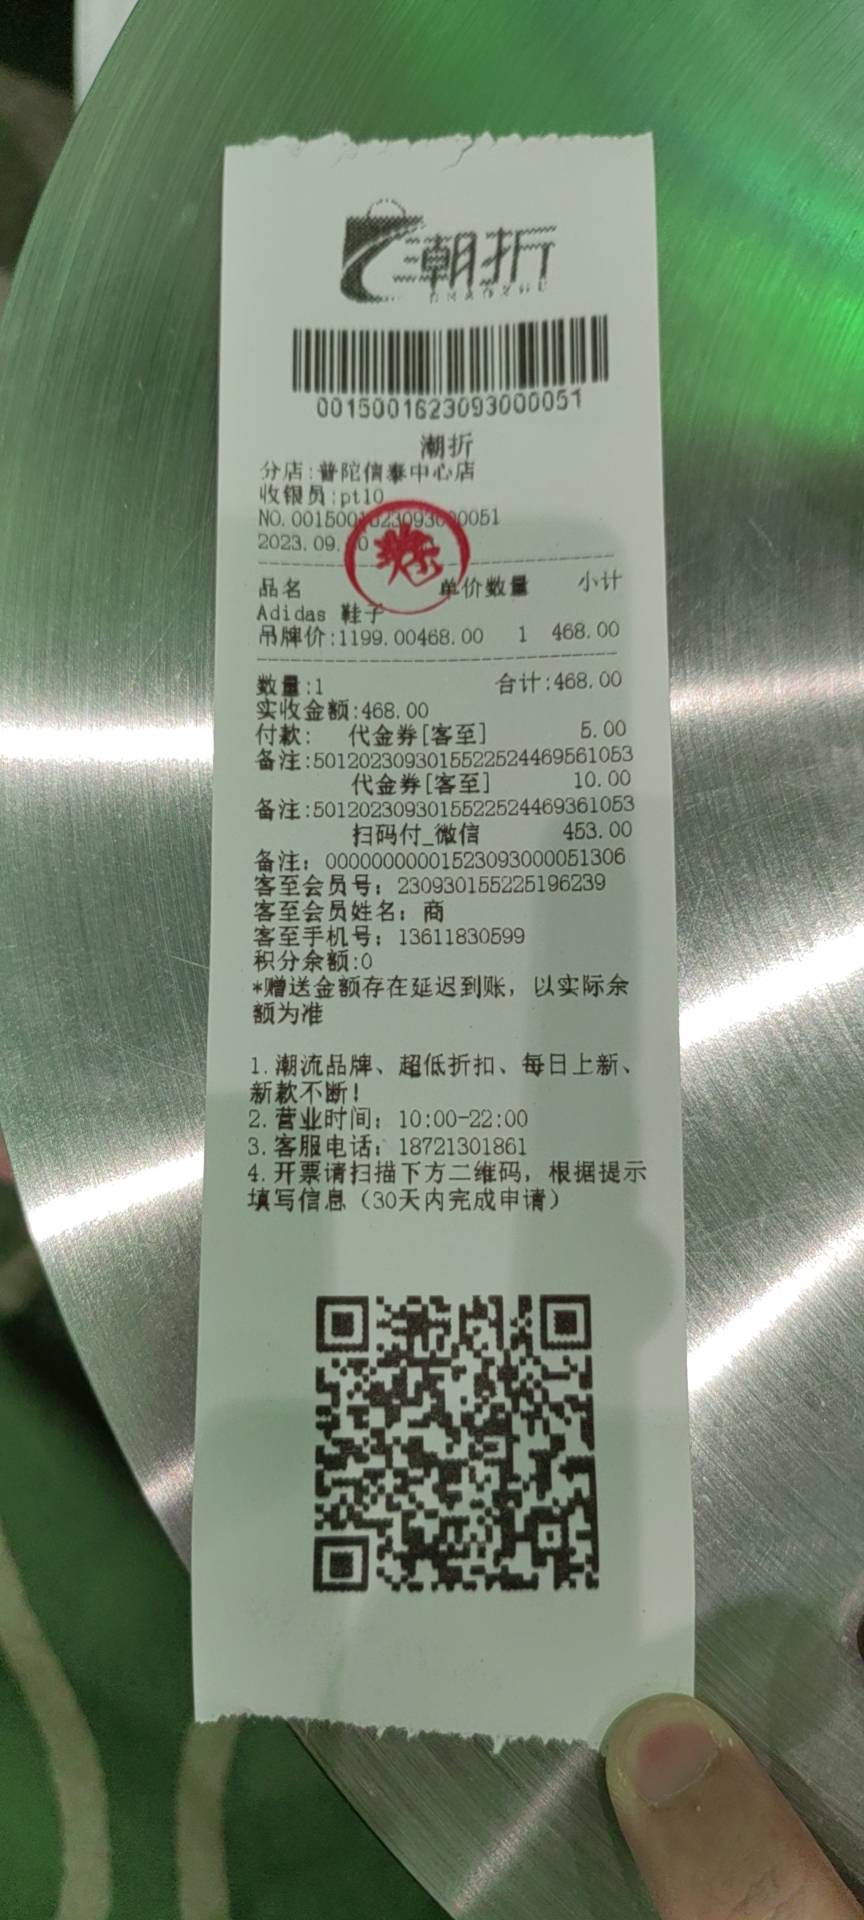 潮折
0015001623093000051
潮折
分店:普陀信泰中心店
收银员:pt10
NO.0015001623093000051
2023.09.30
品名 单价数量 小计
Adidas 鞋子
吊牌价:1199.00468.00 1 468.00
数量:1 合计:468.00
实收金额:468.00
付款: 代金券[客至] 5.00
备注:501202309301552252446 9561053
代金券[客至] 10.00
备注:5012023093015522524469361053
扫码付_微信 453.00
备注: 00000000001523093000051306
客至会员号: 230930155225196239
客至会员姓名: 商
客至手机号: 13611830599
积分余额:0
*赠送金额存在延迟到账, 以实际余
额为准
1.潮流品牌、超低折扣、每日上新、
新款不断!
2.营业时间: 10:00-22:00
3.客服电话: 18721301861
4.开票请扫描下方二维码, 根据提示
填写信息（30天内完成申请）